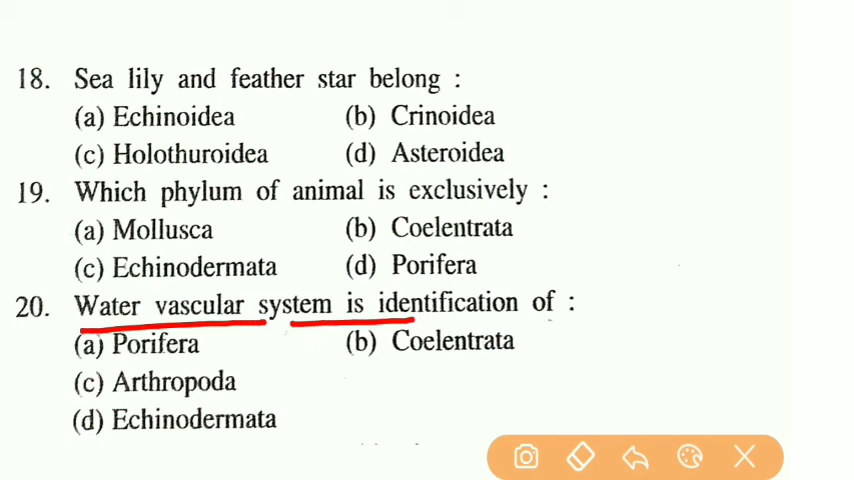 18. Sea lily and feather star belong :
(a) Echinoidea (b) Crinoidea
(c) Holothuroidea (d) Asteroidea
19. Which phylum of animal is exclusively :
(a) Mollusca (b) Coelentrata
(c) Echinodermata (d) Porifera
20. Water vascular system is identification of :
(a) Porifera (b) Coelentrata
(c) Arthropoda
(d) Echinodermata